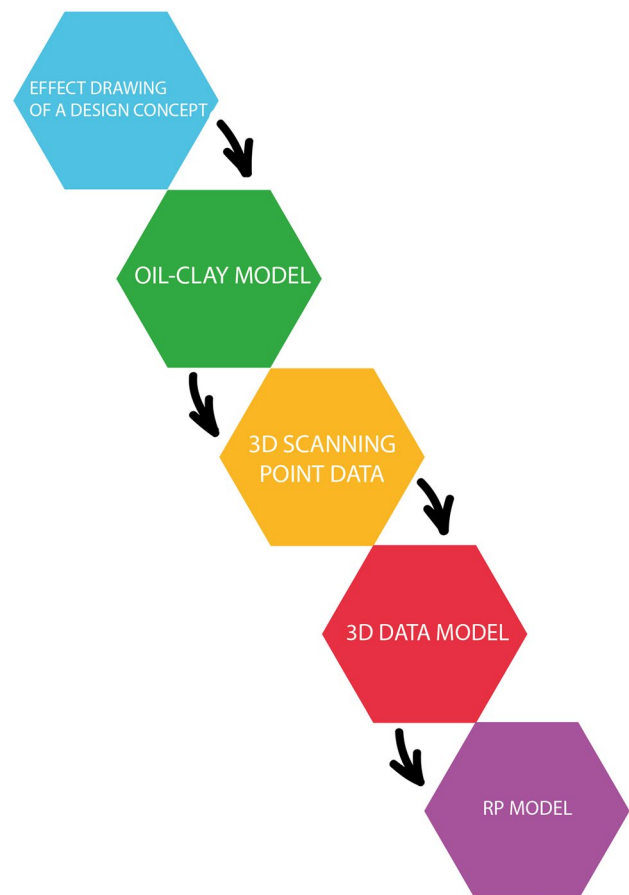 EFFECT DRAWING
OF A DESIGN CONCEPT
OIL-CLAY MODEL
3D SCANNING
POINT DATA
3D DATA MODEL
RP MODEL